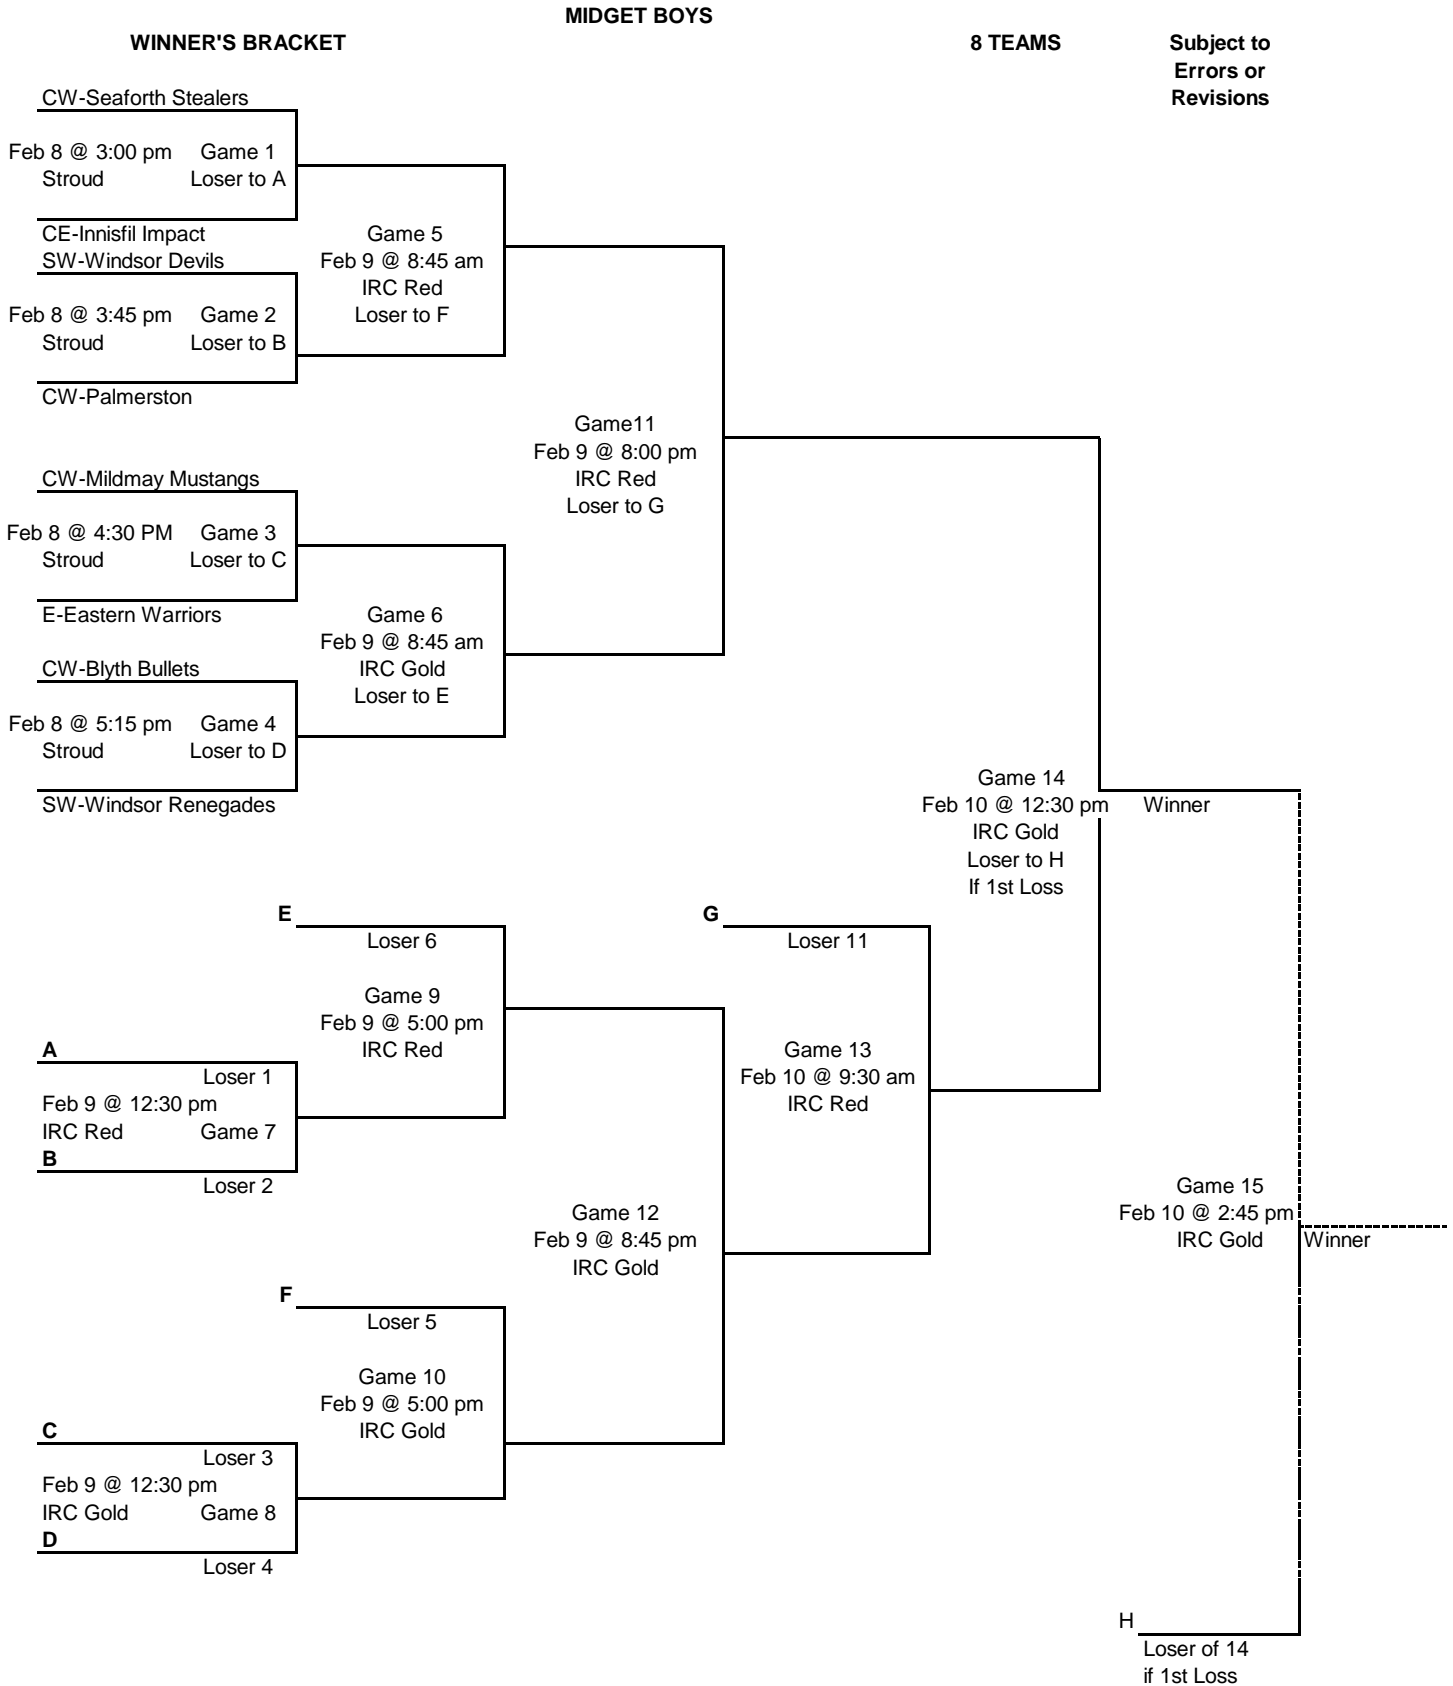 MIDGET BOYS
WINNER'S BRACKET
8 TEAMS
Subject to
Errors or
Revisions
CW-Seaforth Stealers
Feb 8 @ 3:00 pm Game 1
Stroud Loser to A
CE-Innisfil Impact
SW-Windsor Devils
Feb 8 @ 3:45 pm Game 2
Stroud Loser to B
CW-Palmerston
Game 5
Feb 9 @ 8:45 am
IRC Red
Loser to F
CW-Mildmay Mustangs
Feb 8 @ 4:30 PM Game 3
Stroud Loser to C
E-Eastern Warriors
CW-Blyth Bullets
Feb 8 @ 5:15 pm Game 4
Stroud Loser to D
SW-Windsor Renegades
Game 6
Feb 9 @ 8:45 am
IRC Gold
Loser to E
Game11
Feb 9 @ 8:00 pm
IRC Red
Loser to G
Game 14
Feb 10 @ 12:30 pm
IRC Gold
Loser to H
If 1st Loss
Winner
E
Loser 6
Game 9
Feb 9 @ 5:00 pm
IRC Red
A
Loser 1
Feb 9 @ 12:30 pm
IRC Red Game 7
B
Loser 2
G
Loser 11
Game 13
Feb 10 @ 9:30 am
IRC Red
Game 12
Feb 9 @ 8:45 pm
IRC Gold
F
Loser 5
Game 10
Feb 9 @ 5:00 pm
IRC Gold
C
Loser 3
Feb 9 @ 12:30 pm
IRC Gold Game 8
D
Loser 4
Game 15
Feb 10 @ 2:45 pm
IRC Gold
Winner
H
Loser of 14
if 1st Loss